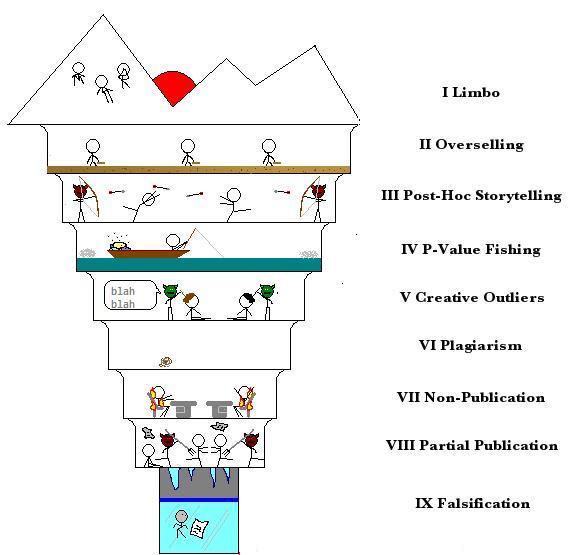 I Limbo
II Overselling
III Post-Hoc Storytelling
IV P-Value Fishing
blah
blah
V Creative Outliers
VI Plagiarism
VII Non-Publication
VIII Partial Publication
IX Falsification